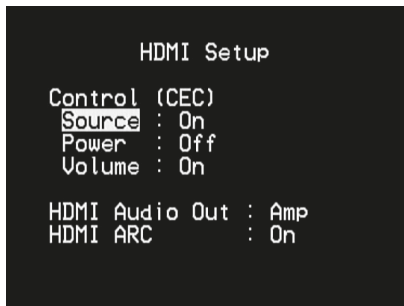 HDMI Setup
Control (CEC)
Source : On
Power : Off
Volume : On
HDMI Audio Out : Amp
HDMI ARC : On